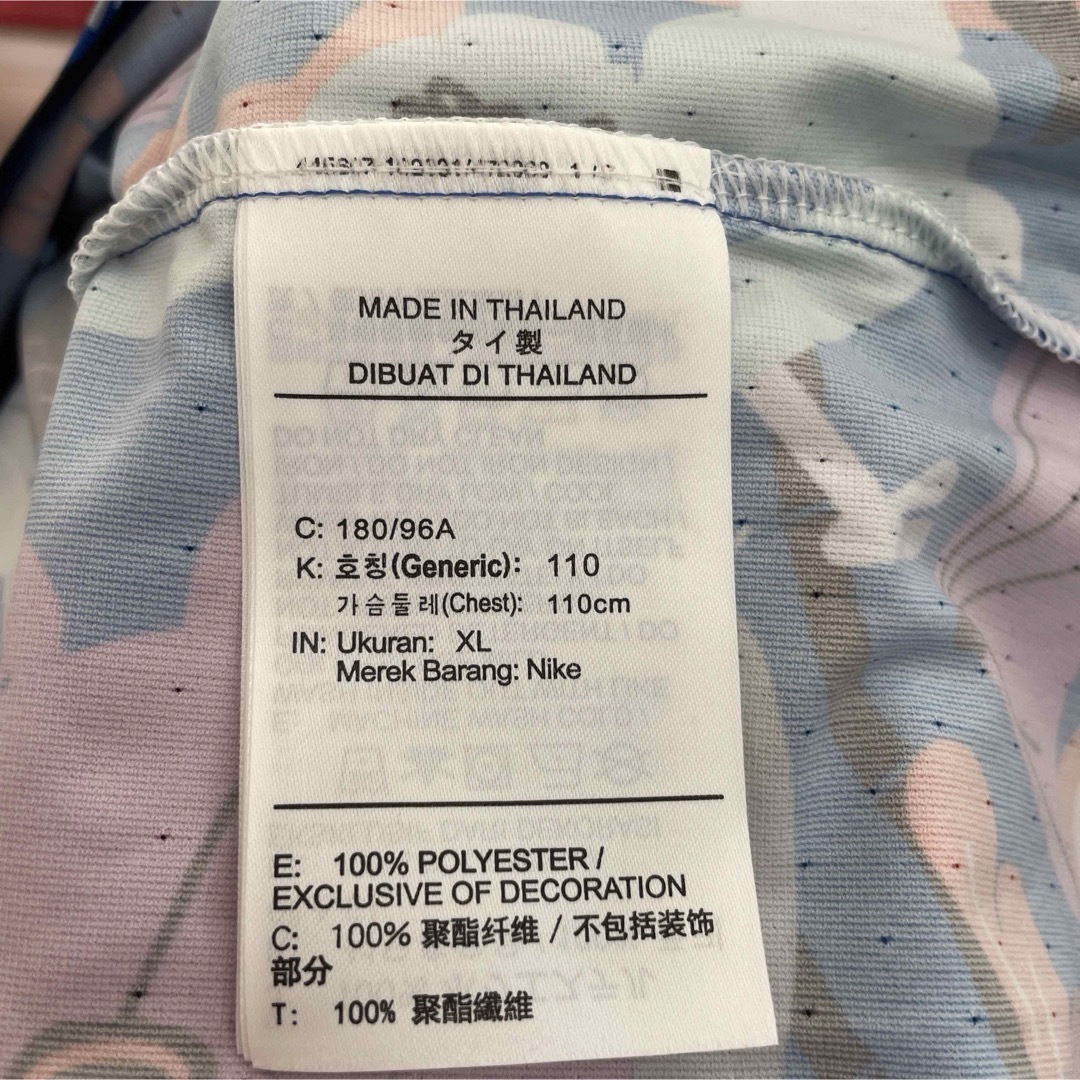 MADE IN THAILAND
タイ製
DIBUAT DI THAILAND
C: 180/96A
K: 호칭(Generic): 110
가슴둘레(Chest): 110cm
IN: Ukuran: XL
Merek Barang: Nike
E: 100% POLYESTER /
EXCLUSIVE OF DECORATION
C: 100% 聚酯纤维 / 不包括装饰
部分
T: 100% 聚酯纖維